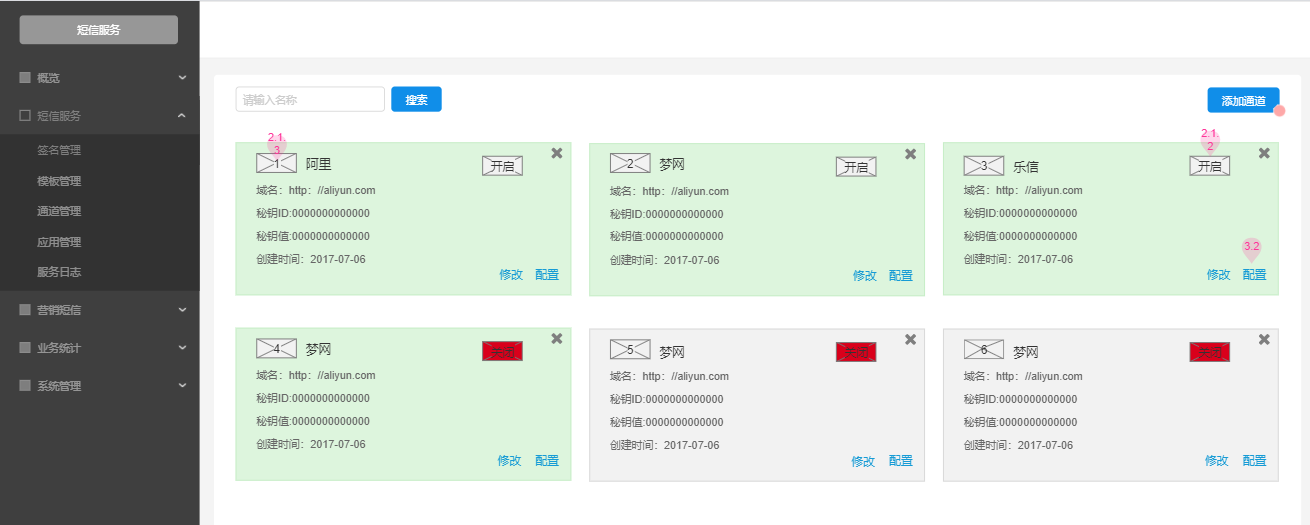 短信服务
概览
短信服务
签名管理
模板管理
通道管理
应用管理
服务日志
营销短信
业务统计
系统管理
请输入名称
搜索
添加通道
2.1.
3
1
阿里
开启
域名：http：//aliyun.com
秘钥ID:0000000000000
秘钥值:0000000000000
创建时间：2017-07-06
修改
配置
2
梦网
开启
域名：http：//aliyun.com
秘钥ID:0000000000000
秘钥值:0000000000000
创建时间：2017-07-06
修改
配置
2.1.
2
3
乐信
开启
域名：http：//aliyun.com
秘钥ID:0000000000000
秘钥值:0000000000000
创建时间：2017-07-06
3.2
修改
配置
4
梦网
关闭
域名：http：//aliyun.com
秘钥ID:0000000000000
秘钥值:0000000000000
创建时间：2017-07-06
修改
配置
5
梦网
关闭
域名：http：//aliyun.com
秘钥ID:0000000000000
秘钥值:0000000000000
创建时间：2017-07-06
修改
配置
6
梦网
关闭
域名：http：//aliyun.com
秘钥ID:0000000000000
秘钥值:0000000000000
创建时间：2017-07-06
修改
配置